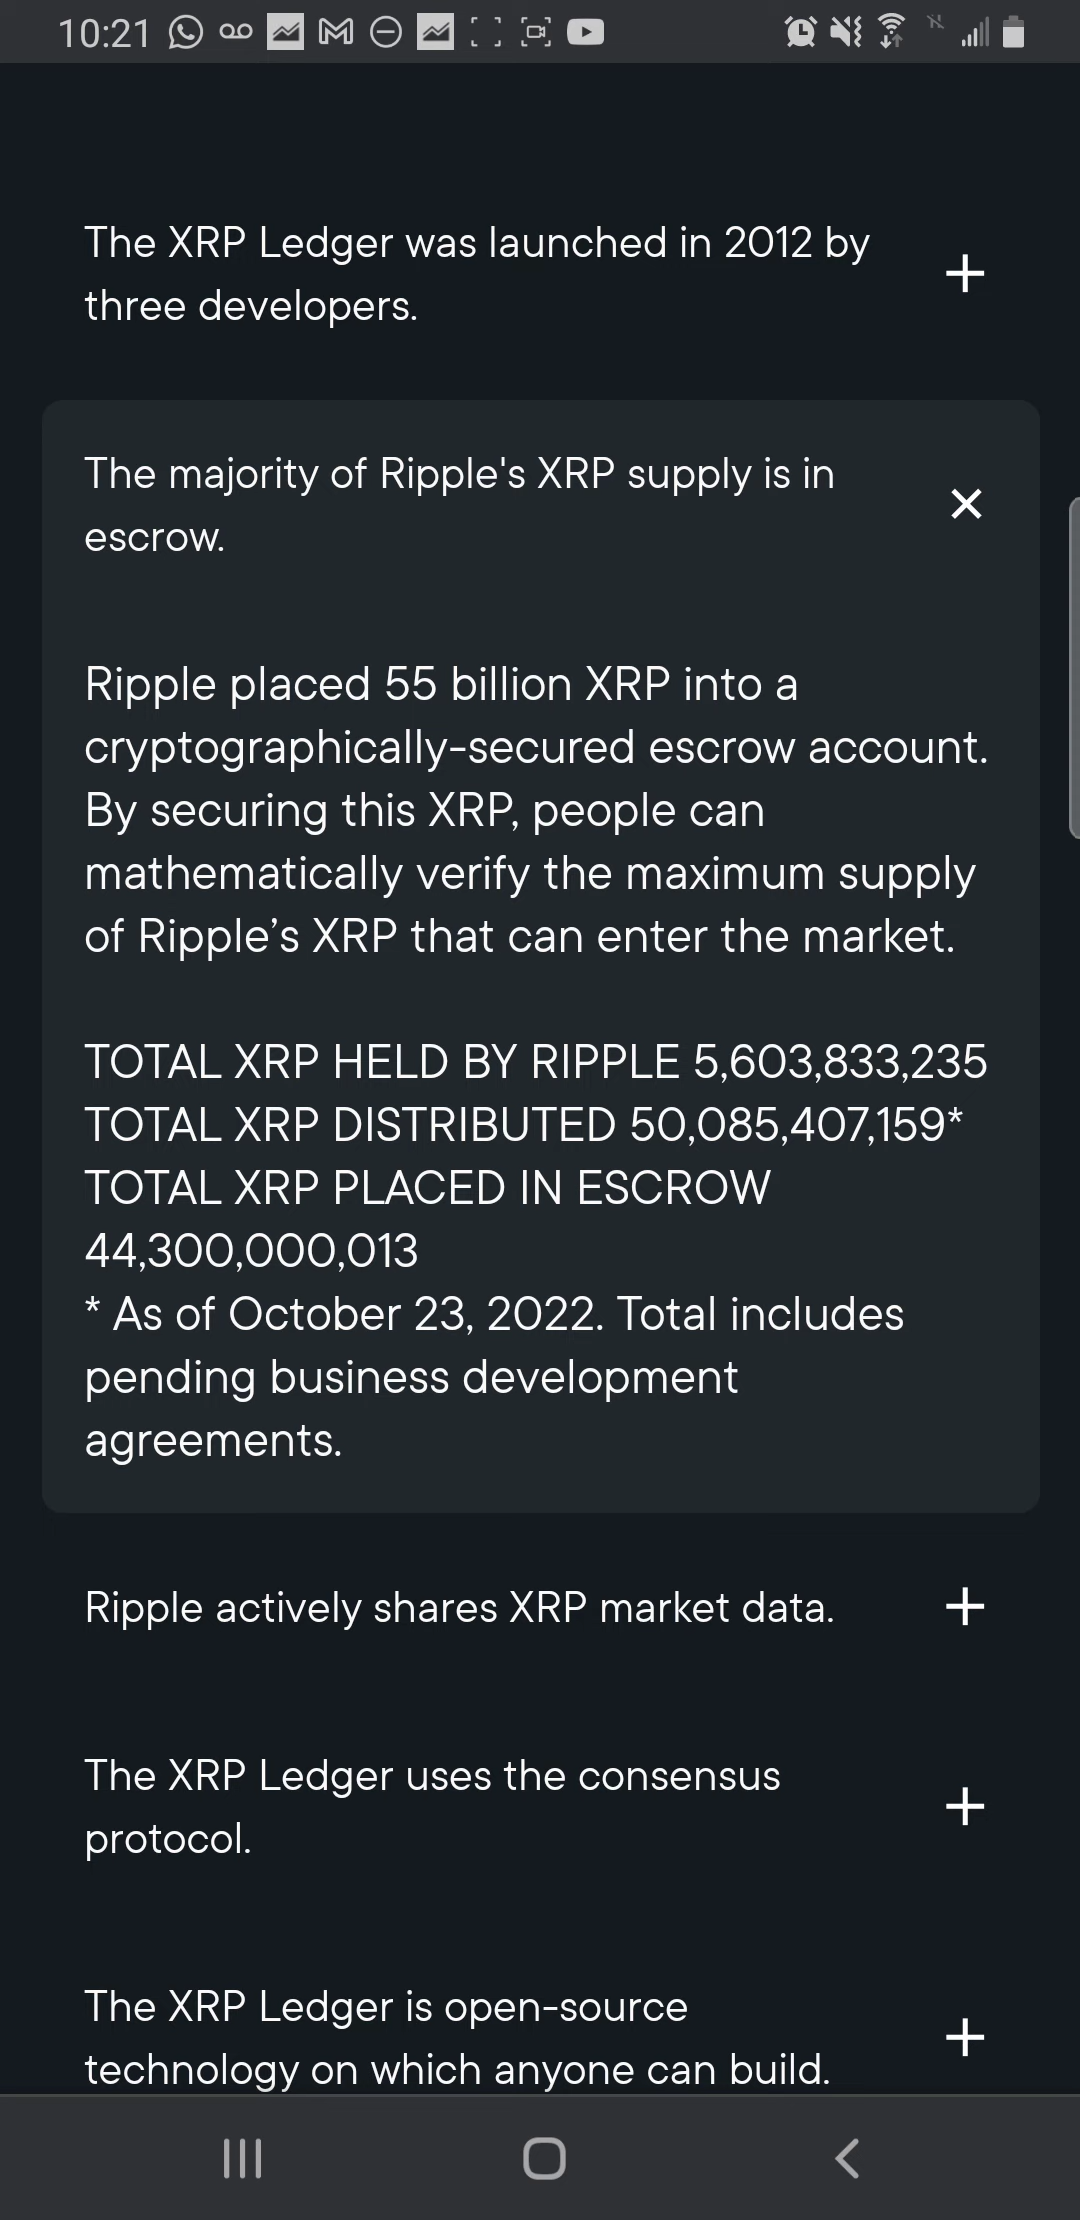 10:21
The XRP Ledger was launched in 2012 by
three developers.
The majority of Ripple's XRP supply is in
escrow.
Ripple placed 55 billion XRP into a
cryptographically-secured escrow account.
By securing this XRP, people can
mathematically verify the maximum supply
of Ripple’s XRP that can enter the market.
TOTAL XRP HELD BY RIPPLE 5,603,833,235
TOTAL XRP DISTRIBUTED 50,085,407,159*
TOTAL XRP PLACED IN ESCROW
44,300,000,013
* As of October 23, 2022. Total includes
pending business development
agreements.
Ripple actively shares XRP market data.
The XRP Ledger uses the consensus
protocol.
The XRP Ledger is open-source
technology on which anyone can build.